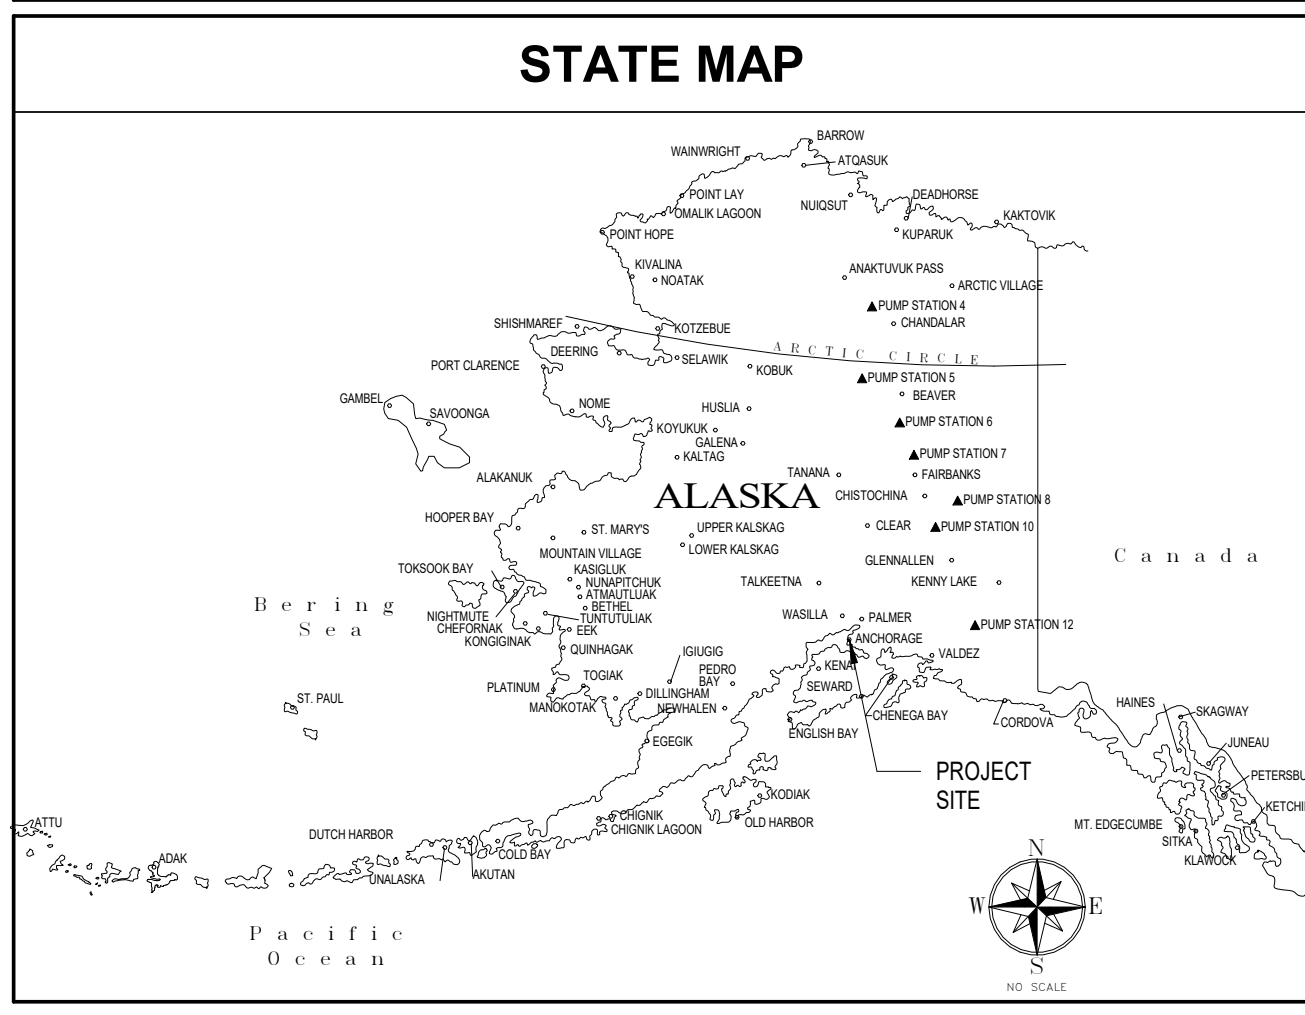 STATE MAP
BARROW
WAINWRIGHT
ATQASUK
POINT LAY
NUIQSUT
DEADHORSE
OMALIK LAGOON
KAKTOVIK
POINT HOPE
KUPARUK
KIVALINA
NOATAK
ANAKTUVUK PASS
ARCTIC VILLAGE
PUMP STATION 4
SHISHMAREF
KOTZEBUE
CHANDALAR
DEERING
ARCTIC CIRCLE
PORT CLARENCE
SELAWIK
KOBUK
PUMP STATION 5
BEAVER
GAMBEL
SAVOONGA
NOME
HUSLIA
PUMP STATION 6
KOYUKUK
GALENA
KALTAG
PUMP STATION 7
ALAKANUK
TANANA
FAIRBANKS
ALASKA
CHISTOCHINA
PUMP STATION 8
HOOPER BAY
ST. MARY'S
UPPER KALSKAG
CLEAR
PUMP STATION 10
MOUNTAIN VILLAGE
LOWER KALSKAG
GLENNALLEN
Canada
TOKSOOK BAY
KASIGLUK
NUNAPITCHUK
TALKEETNA
KENNY LAKE
ATMAUTLUAK
BETHEL
Bering
Sea
NIGHTMUTE
TUNTUTULIAK
CHEFORNAK
KONGIGINAK
EEK
WASILLA
PALMER
PUMP STATION 12
ANCHORAGE
QUINHAGAK
IGIUGIG
VALDEZ
TOGIAK
PEDRO
BAY
KENAI
PLATINUM
DILLINGHAM
SEWARD
ST. PAUL
MANOKOTAK
NEWHALEN
CHENEGA BAY
CORDOVA
HAINES
SKAGWAY
ENGLISH BAY
EGEGIK
JUNEAU
PROJECT
SITE
PETERSBU
KODIAK
KETCHI
CHIGNIK
CHIGNIK LAGOON
OLD HARBOR
MT. EDGECUMBE
SITKA
KLAWOCK
ATTU
DUTCH HARBOR
COLD BAY
ADAK
UNALASKA
AKUTAN
N
W
E
S
NO SCALE
Pacific
Ocean